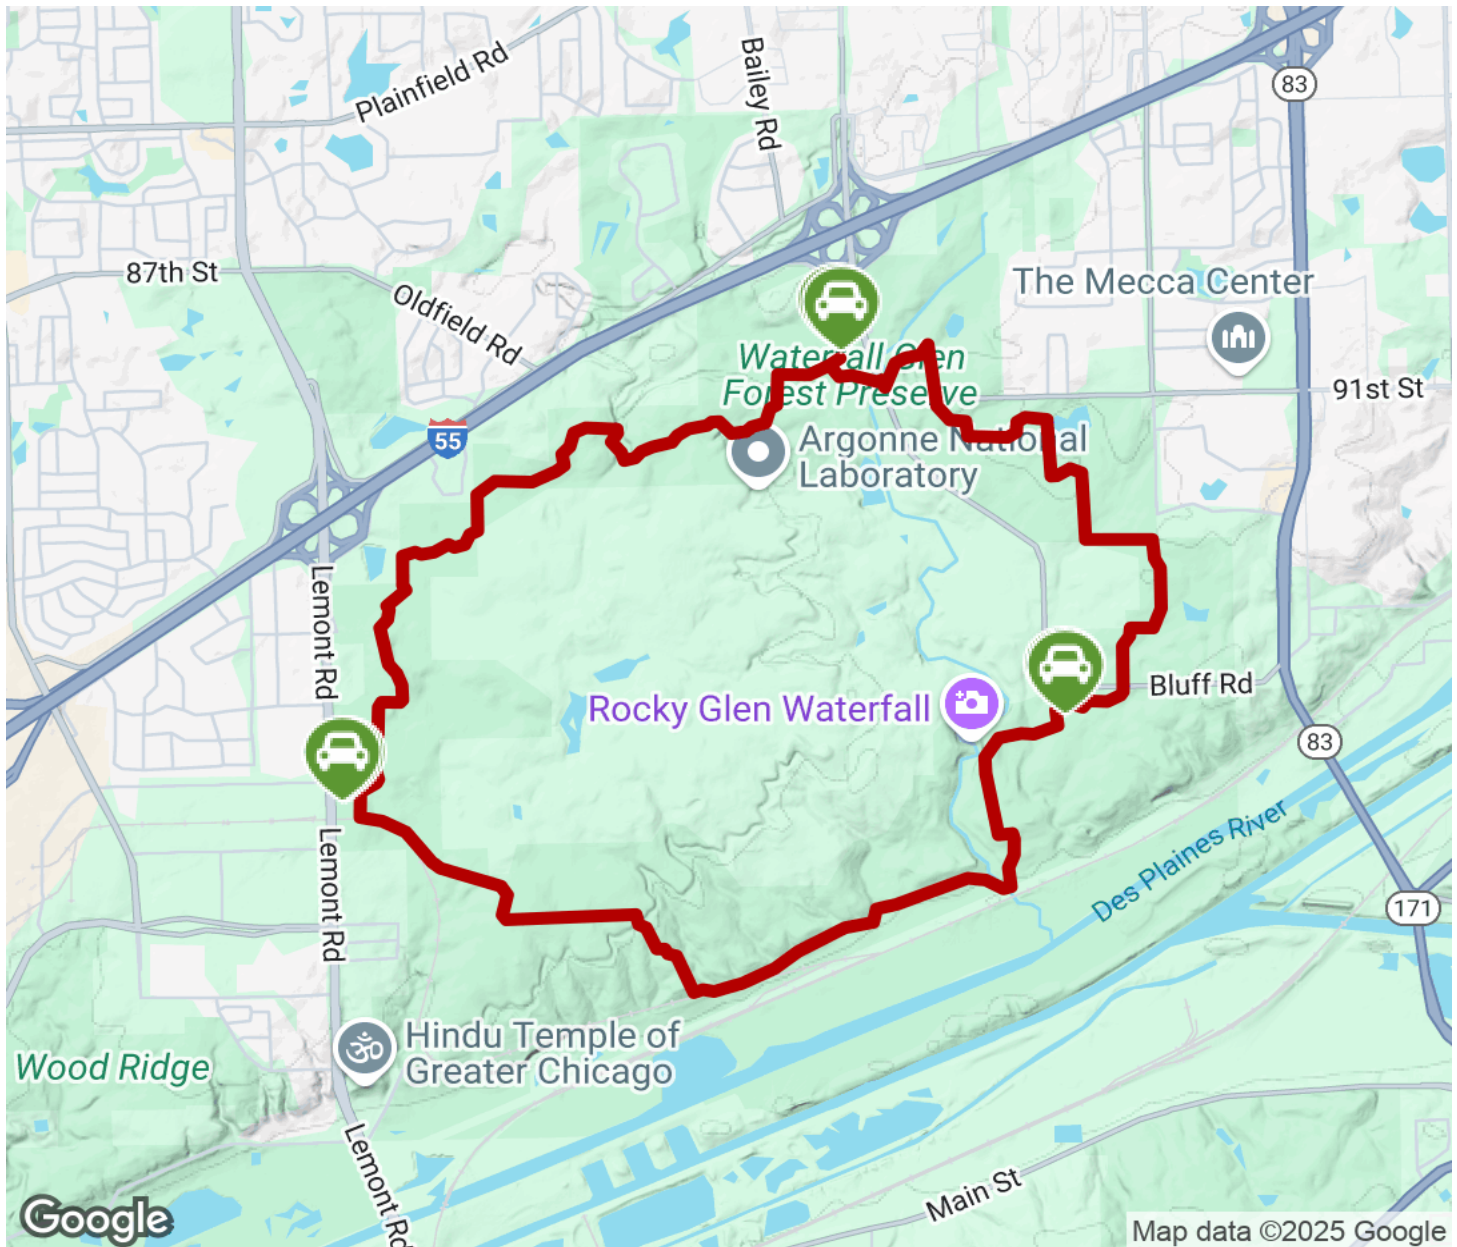 Plainfield Rd
Bailey Rd
83
87th St
Oldfield Rd
The Mecca Center
Waterfall Glen
Forest Preserve
91st St
55
Argonne National
Laboratory
Lemont Rd
Rocky Glen Waterfall
Bluff Rd
83
Lemont Rd
Des Plaines River
171
Hindu Temple of
Greater Chicago
Wood Ridge
Lemont Rd
Main St
Google
Map data ©2025 Google